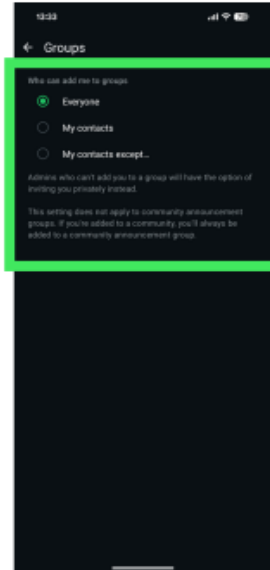 13:33
Groups
Who can add me to groups
Everyone
My contacts
My contacts except...
Admins who can't add you to a group will have the option of
inviting you privately instead.
This setting does not apply to community announcement
groups. If you're added to a community, you'll always be
added to a community announcement group.